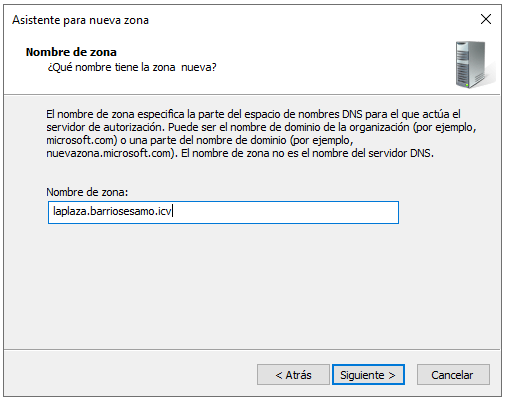 Asistente para nueva zona
Nombre de zona
¿Qué nombre tiene la zona nueva?
El nombre de zona especifica la parte del espacio de nombres DNS para el que actúa el
servidor de autorización. Puede ser el nombre de dominio de la organización (por ejemplo,
microsoft.com) o una parte del nombre de dominio (por ejemplo,
nuevazona.microsoft.com). El nombre de zona no es el nombre del servidor DNS.
Nombre de zona:
laplaza.barriosesamo.icv
< Atrás
Siguiente >
Cancelar